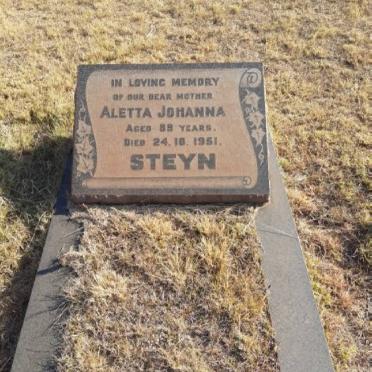 IN LOVING MEMORY
OF OUR DEAR MOTHER
ALETTA JOHANNA
AGED 89 YEARS.
DIED 24.10.1951.
STEYN